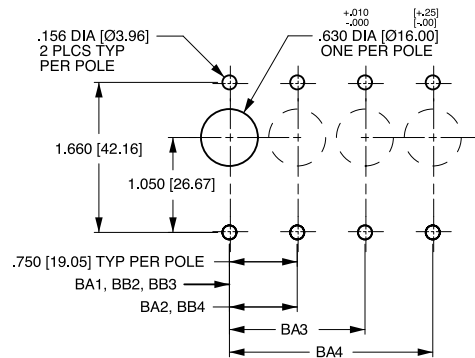 +.010 [+.25]
-.000 [-.00]
.156 DIA [Ø3.96] .630 DIA [Ø16.00]
2 PLCS TYP ONE PER POLE
PER POLE
1.660 [42.16]
1.050 [26.67]
.750 [19.05] TYP PER POLE
BA1, BB2, BB3
BA2, BB4
BA3
BA4